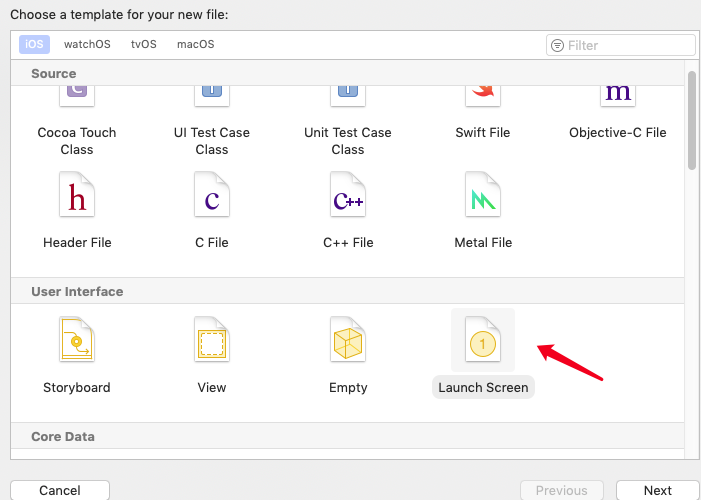 Choose a template for your new file:
iOS watchOS tvOS macOS Filter
Source
C T T m
Cocoa Touch Class
UI Test Case Class
Unit Test Case Class
Swift File
Objective-C File
h c C++
Header File
C File
C++ File
Metal File
User Interface
1
Storyboard
View
Empty
Launch Screen
Core Data
Cancel Previous Next